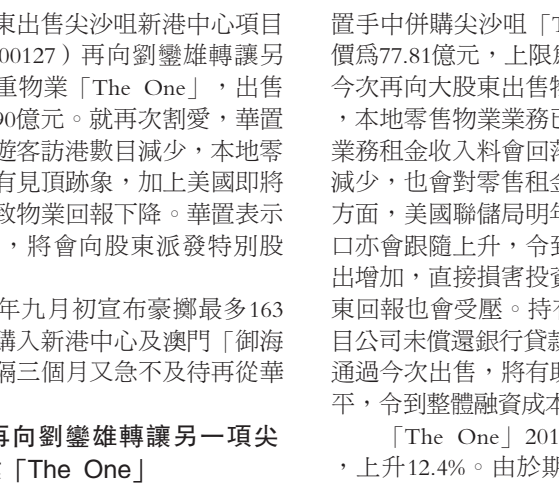 東出售尖沙咀新港中心項目
00127）再向劉鑾雄轉讓另
重物業「The One」，出售
90億元。就再次割愛，華置
遊客訪港數目減少，本地零
有見頂跡象，加上美國即將
致物業回報下降。華置表示
，將會向股東派發特別股
年九月初宣布豪擲最多163
購入新港中心及澳門「御海
隔三個月又急不及待再從華
再向劉鑾雄轉讓另一項尖
「The One」
置手中併購尖沙咀「T
價為77.81億元，上限
今次再向大股東出售物
，本地零售物業業務已
業務租金收入料會回落
減少，也會對零售租金
方面，美國聯儲局明年
口亦會跟隨上升，令到
出增加，直接損害投資
東回報也會受壓。持有
目公司未償還銀行貸款
通過今次出售，將有助
平，令到整體融資成本
「The One」201
，上升12.4%。由於期